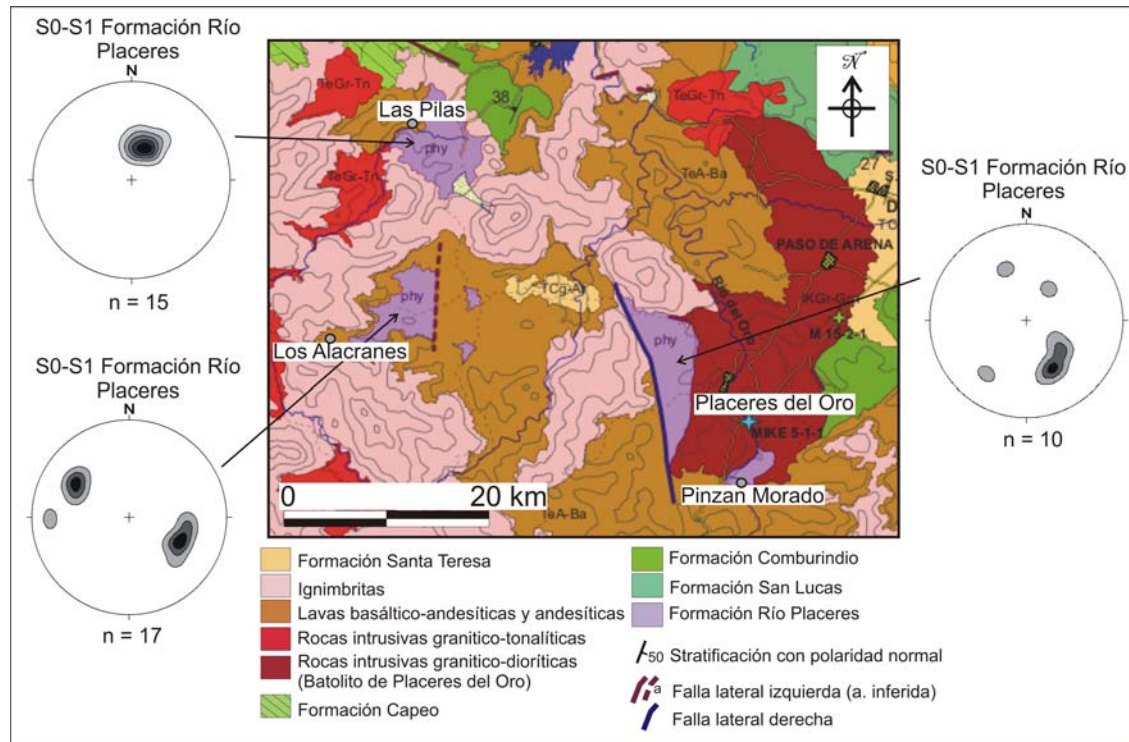 S0-S1 Formación Río
Placeres
N
n = 15
S0-S1 Formación Río
Placeres
N
n = 17
N
TeGr-Tn
38
TeGr-Tn
Las Pilas
phy
TeGr-Tn
TeA-Ba
27
S
D
PASO DE ARENA
TCg-Ar
phy
Río del Oro
M 15-2-1
phy
Los Alacranes
Placeres del Oro
MIKE 5-1-1
0
20 km
Pinzan Morado
TeA-Ba
S0-S1 Formación Río
Placeres
N
n = 10
Formación Santa Teresa
Ignimbritas
Lavas basáltico-andesíticas y andesíticas
Rocas intrusivas granitico-tonalíticas
Rocas intrusivas granitico-dioríticas
(Batolito de Placeres del Oro)
Formación Capeo
Formación Comburindio
Formación San Lucas
Formación Río Placeres
50 Stratificación con polaridad normal
a Falla lateral izquierda (a. inferida)
Falla lateral derecha